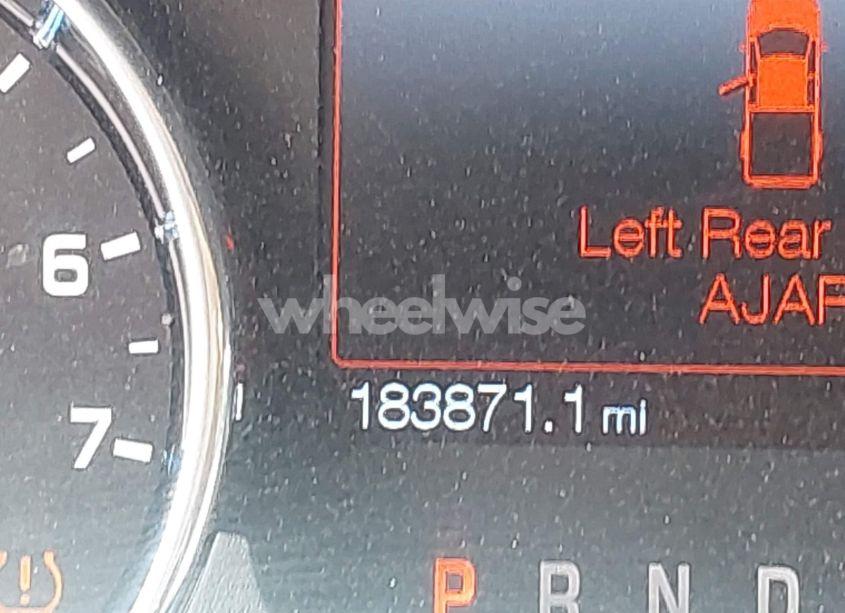 6
7
Left Rear
AJAR
wheelwise
183871.1 mi
P R N D